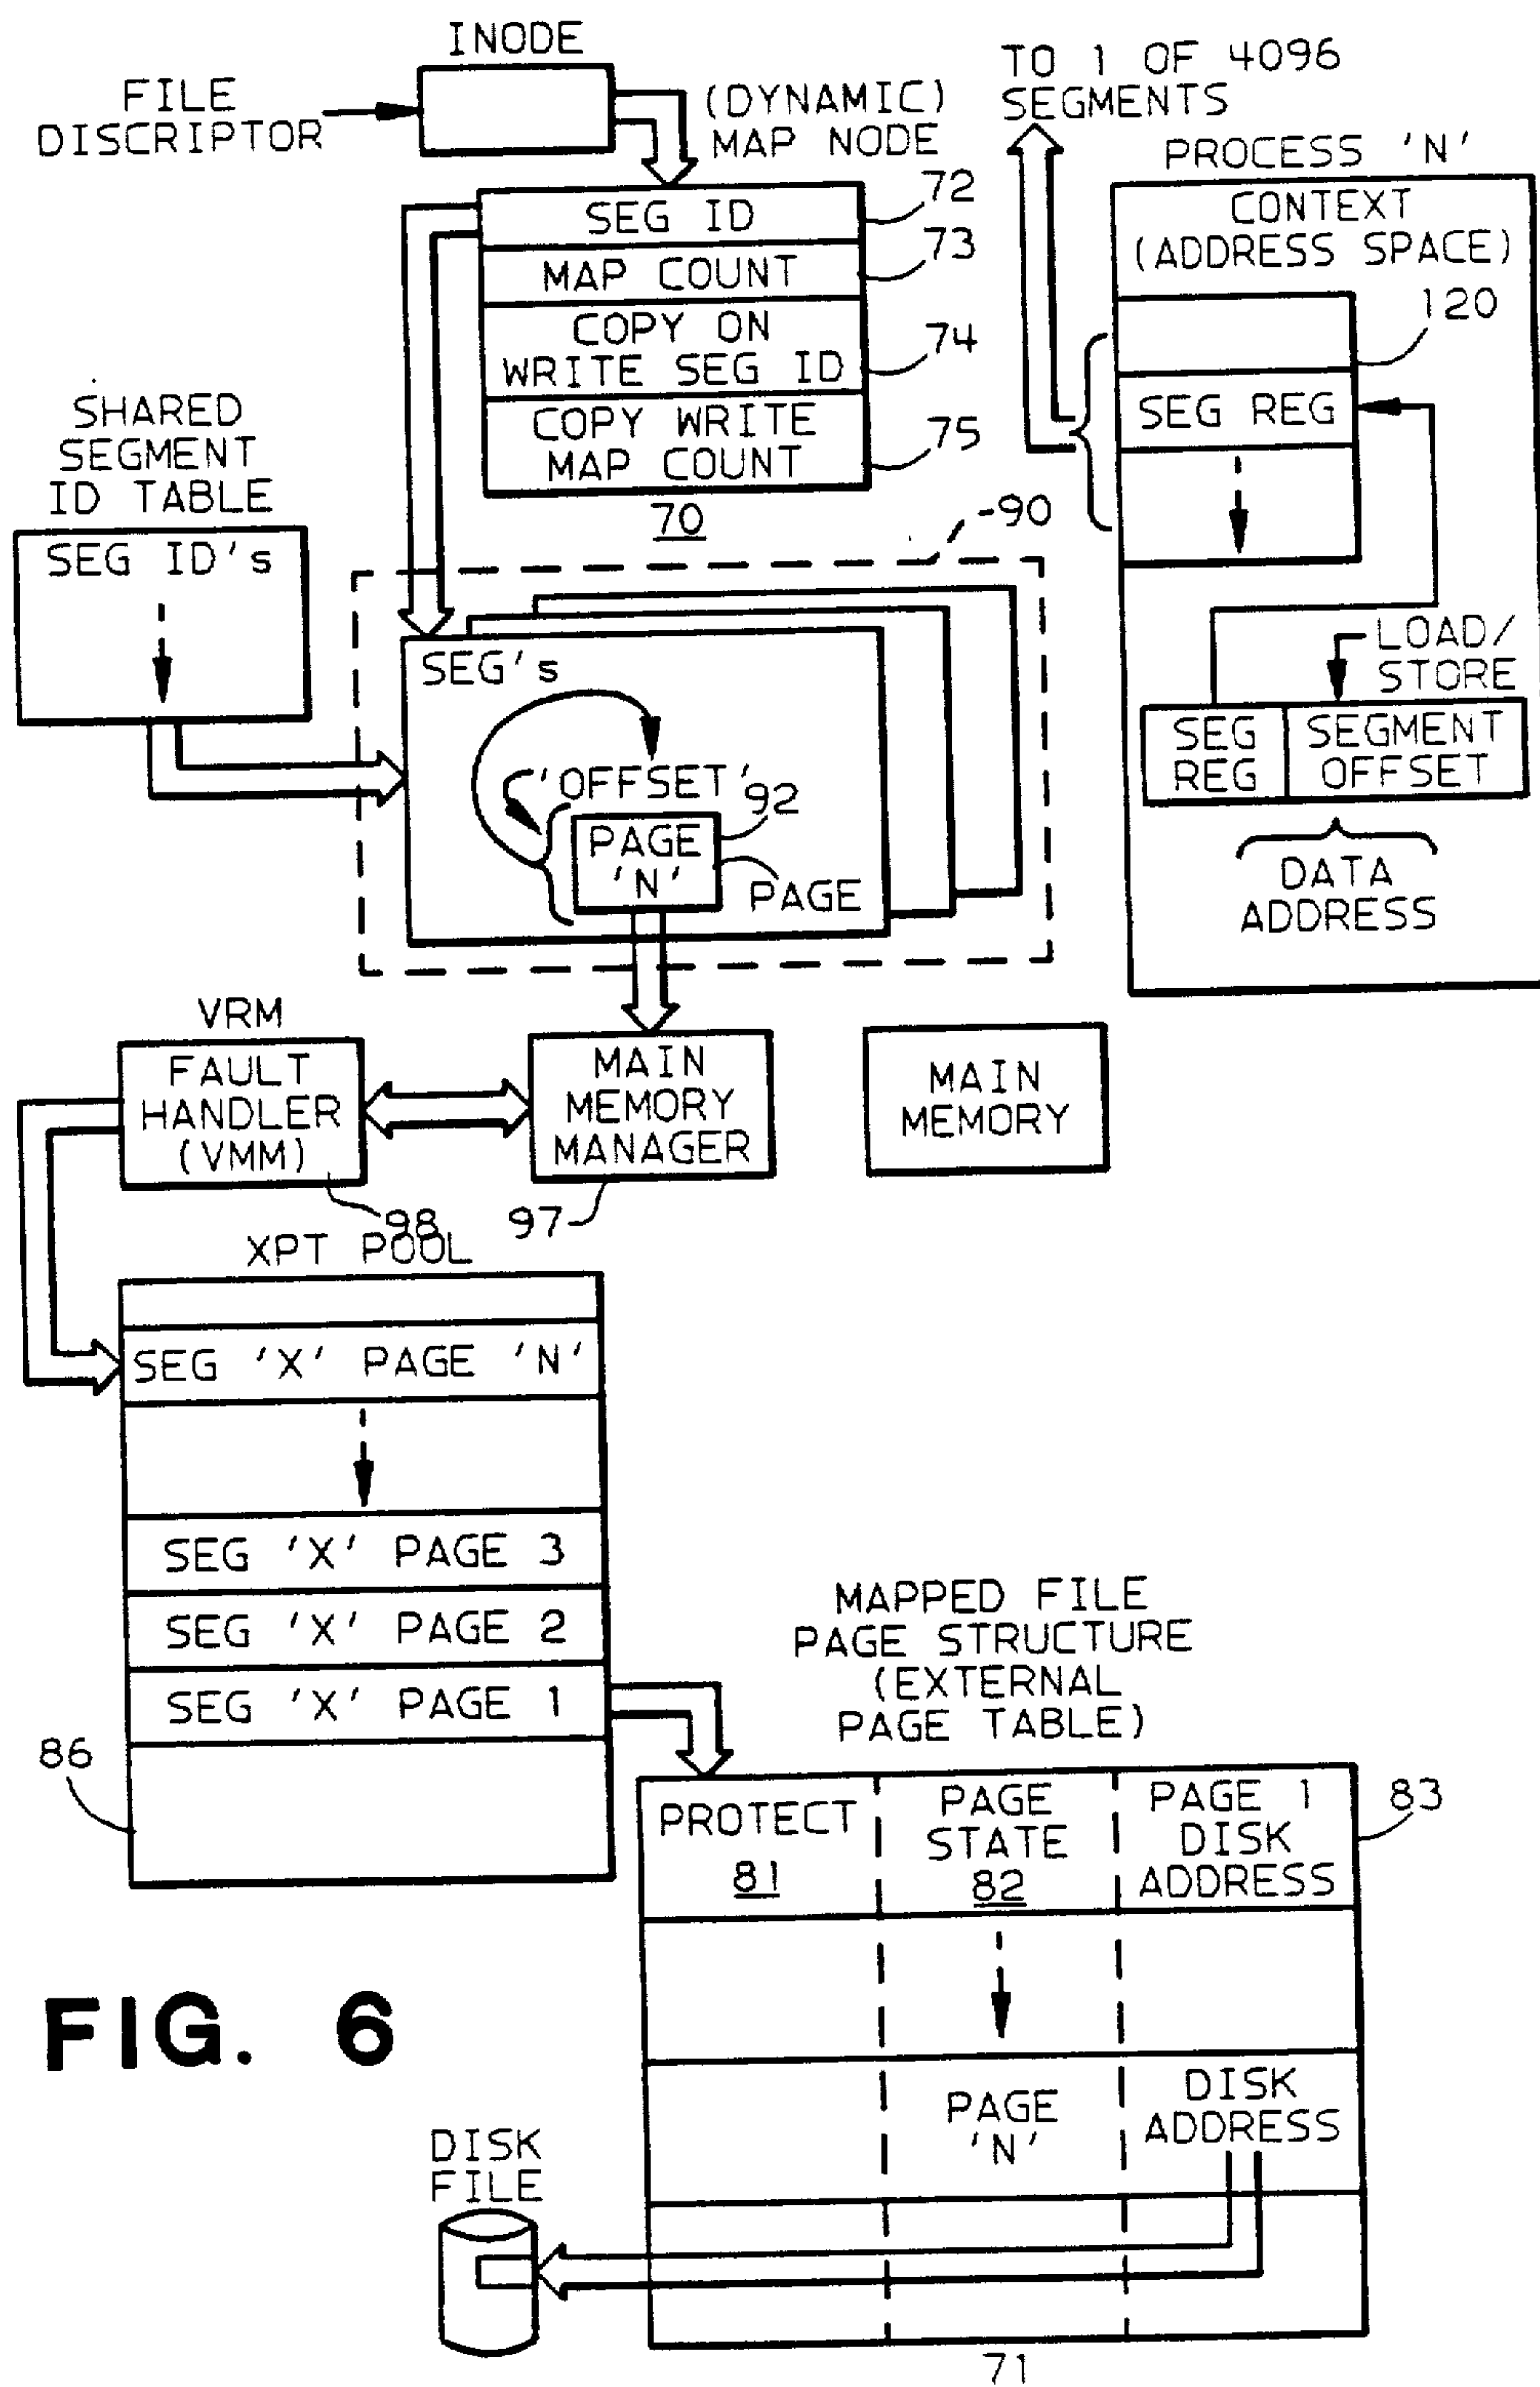 INODE
FILE
DISCRIPTOR
(DYNAMIC)
MAP NODE
TO 1 OF 4096
SEGMENTS
PROCESS 'N'
CONTEXT
(ADDRESS SPACE)
120
SEG REG
LOAD/
STORE
SEG
REG
SEGMENT
OFFSET
DATA
ADDRESS
SEG ID
72
MAP COUNT
73
COPY ON
WRITE SEG ID
74
COPY WRITE
MAP COUNT
75
70
90
SHARED
SEGMENT
ID TABLE
SEG ID's
SEG's
'OFFSET'
92
PAGE
'N'
PAGE
VRM
FAULT
HANDLER
(VMM)
98
MAIN
MEMORY
MANAGER
97
MAIN
MEMORY
XPT POOL
SEG 'X' PAGE 'N'
SEG 'X' PAGE 3
SEG 'X' PAGE 2
SEG 'X' PAGE 1
86
MAPPED FILE
PAGE STRUCTURE
(EXTERNAL
PAGE TABLE)
PROTECT
81
PAGE
STATE
82
PAGE 1
DISK
ADDRESS
83
PAGE
'N'
DISK
ADDRESS
DISK
FILE
71
FIG. 6